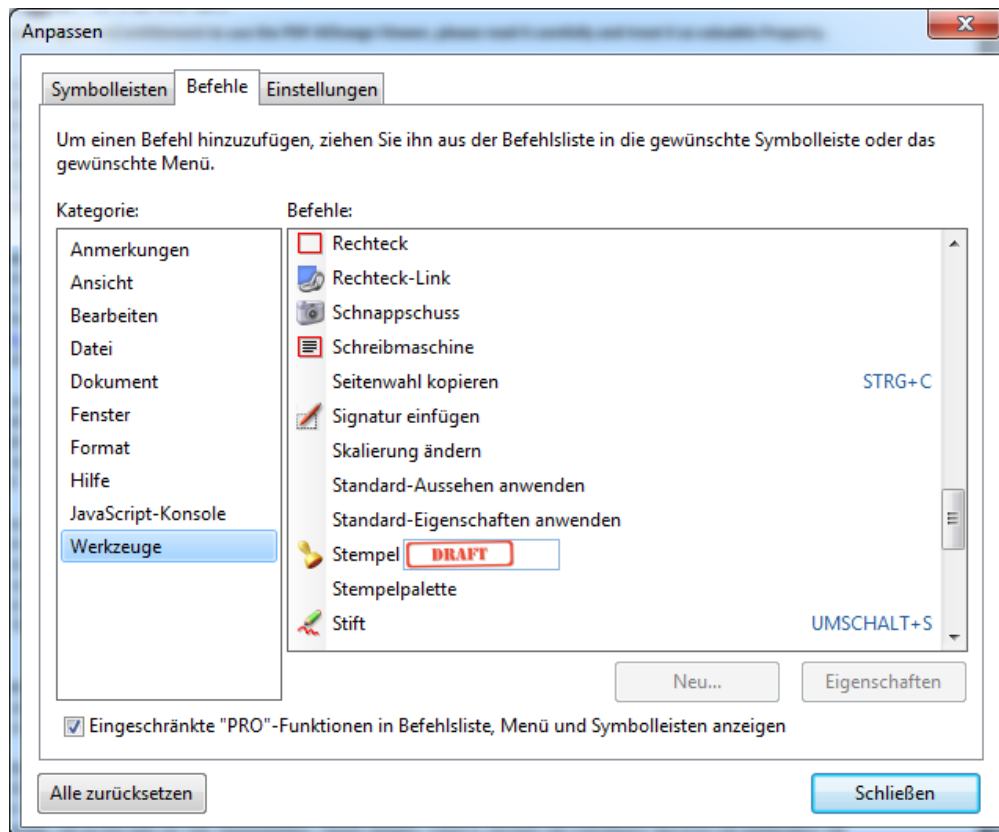 Anpassen
Symbolleisten Befehle Einstellungen
Um einen Befehl hinzuzufügen, ziehen Sie ihn aus der Befehlsliste in die gewünschte Symbolleiste oder das
gewünschte Menü.
Kategorie:
Anmerkungen
Ansicht
Bearbeiten
Datei
Dokument
Fenster
Format
Hilfe
JavaScript-Konsole
Werkzeuge
Befehle:
Rechteck
Rechteck-Link
Schnappschuss
Schreibmaschine
Seitenwahl kopieren STRG+C
Signatur einfügen
Skalierung ändern
Standard-Aussehen anwenden
Standard-Eigenschaften anwenden
Stempel DRAFT
Stempelpalette
Stift UMSCHALT+S
Neu... Eigenschaften
Eingeschränkte "PRO"-Funktionen in Befehlsliste, Menü und Symbolleisten anzeigen
Alle zurücksetzen Schließen